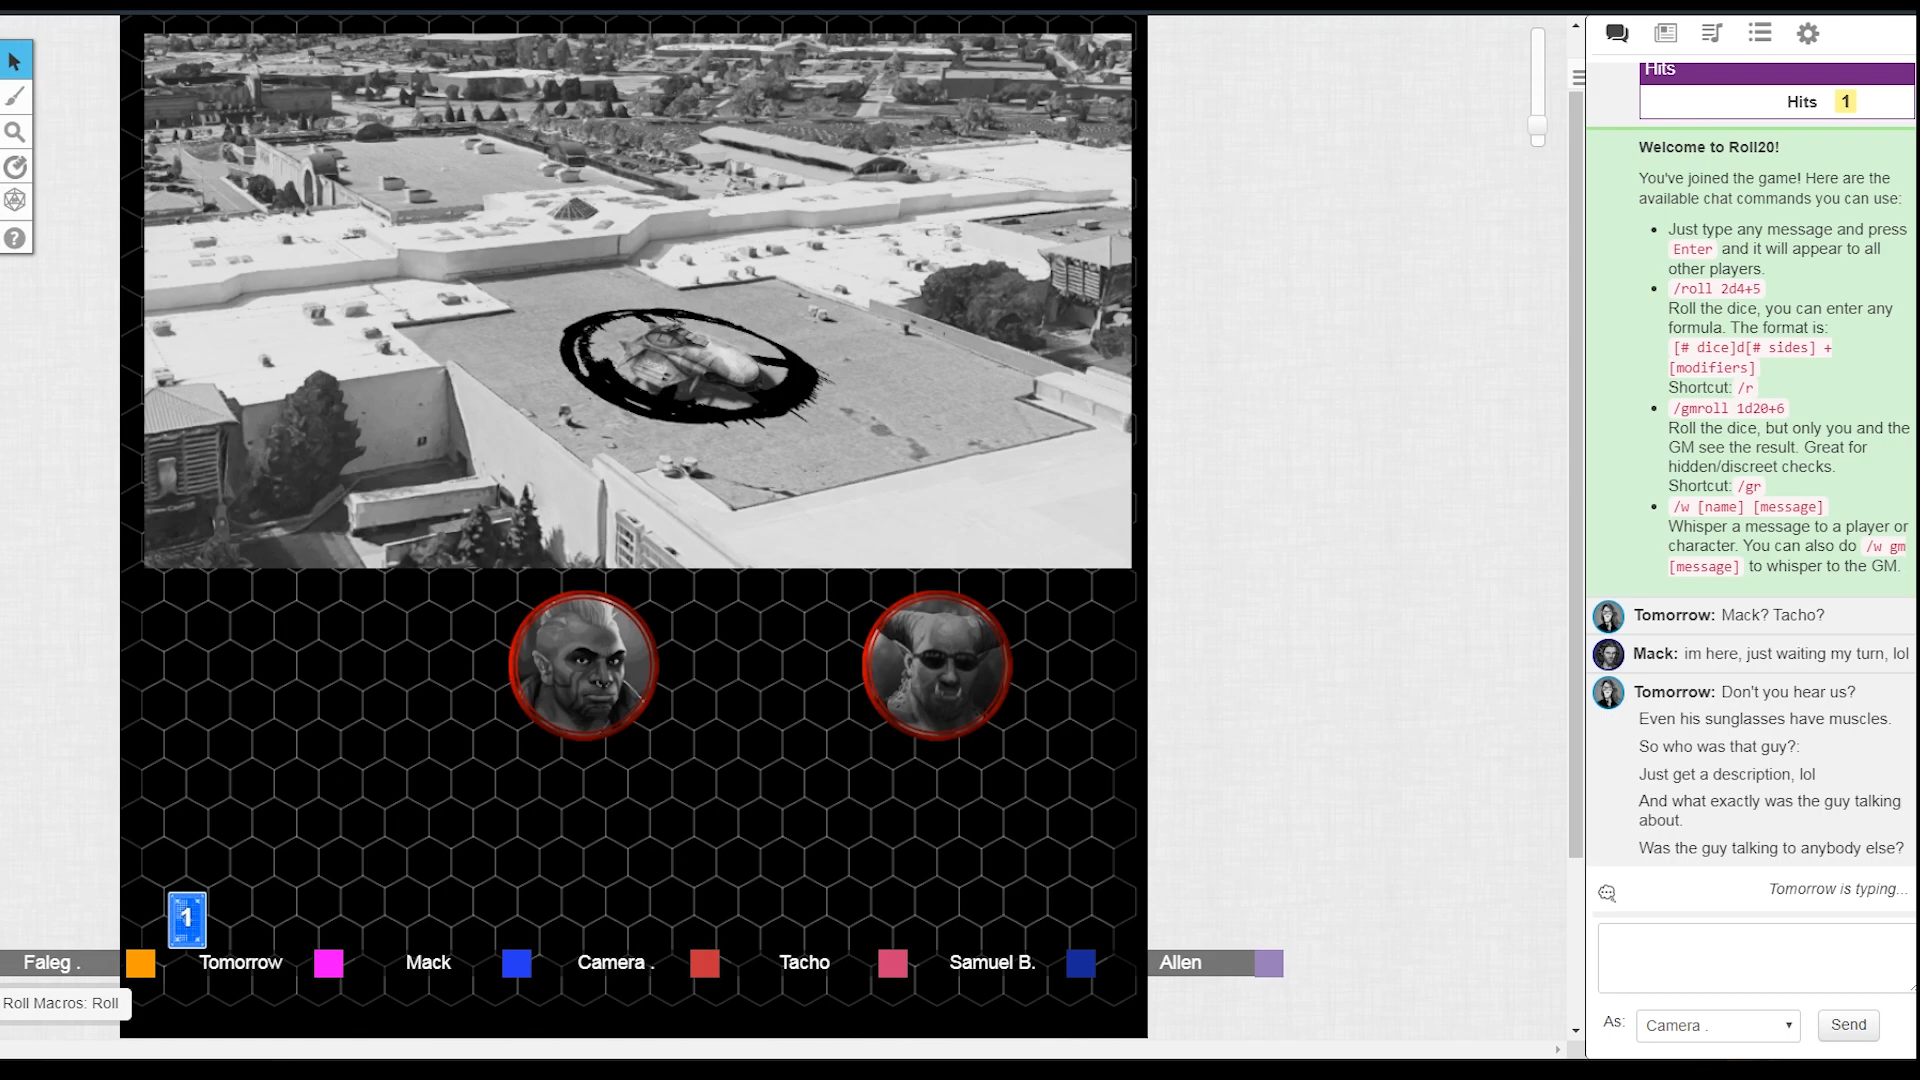 Hits
Hits 1
Welcome to Roll20!
You've joined the game! Here are the
available chat commands you can use:
Just type any message and press
Enter and it will appear to all
other players.
/roll 2d4+5
Roll the dice, you can enter any
formula. The format is:
[# dice]d[# sides] +
[modifiers]
Shortcut: /r
/gmroll 1d20+6
Roll the dice, but only you and the
GM see the result. Great for
hidden/discreet checks.
Shortcut: /gr
/w [name] [message]
Whisper a message to a player or
character. You can also do /w gm
[message] to whisper to the GM.
Tomorrow: Mack? Tacho?
Mack: im here, just waiting my turn, lol
Tomorrow: Don't you hear us?
Even his sunglasses have muscles.
So who was that guy?:
Just get a description, lol
And what exactly was the guy talking
about.
Was the guy talking to anybody else?
Tomorrow is typing...
1
Faleg .
Tomorrow
Mack
Camera .
Tacho
Samuel B.
Allen
Roll Macros: Roll
As: Camera . Send